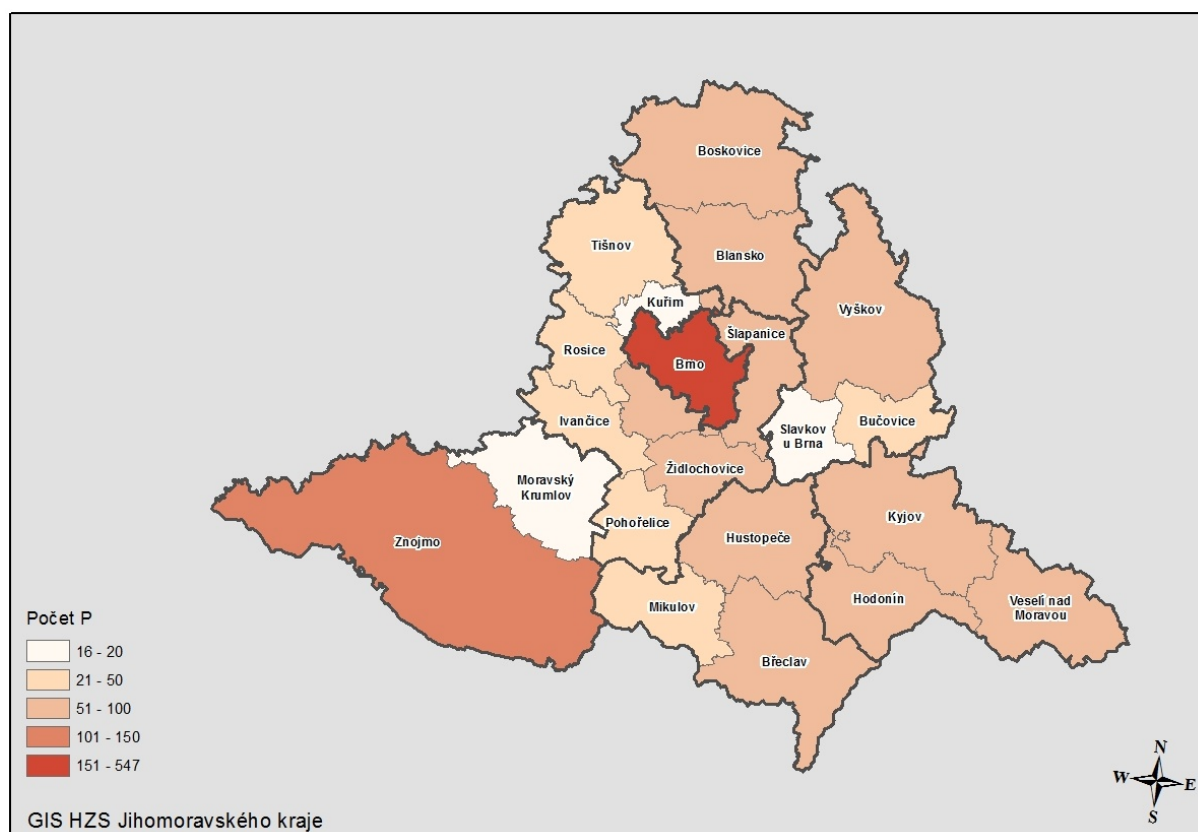 Boskovice
Tišnov
Blansko
Kuřim
Vyškov
Šlapanice
Rosice
Brno
Ivančice
Slavkov
u Brna
Bučovice
Moravský
Krumlov
Židlochovice
Pohořelice
Kyjov
Znojmo
Hustopeče
Mikulov
Hodonín
Veselí nad
Moravou
Břeclav
Počet P
16 - 20
21 - 50
51 - 100
101 - 150
151 - 547
N
W
E
S
GIS HZS Jihomoravského kraje